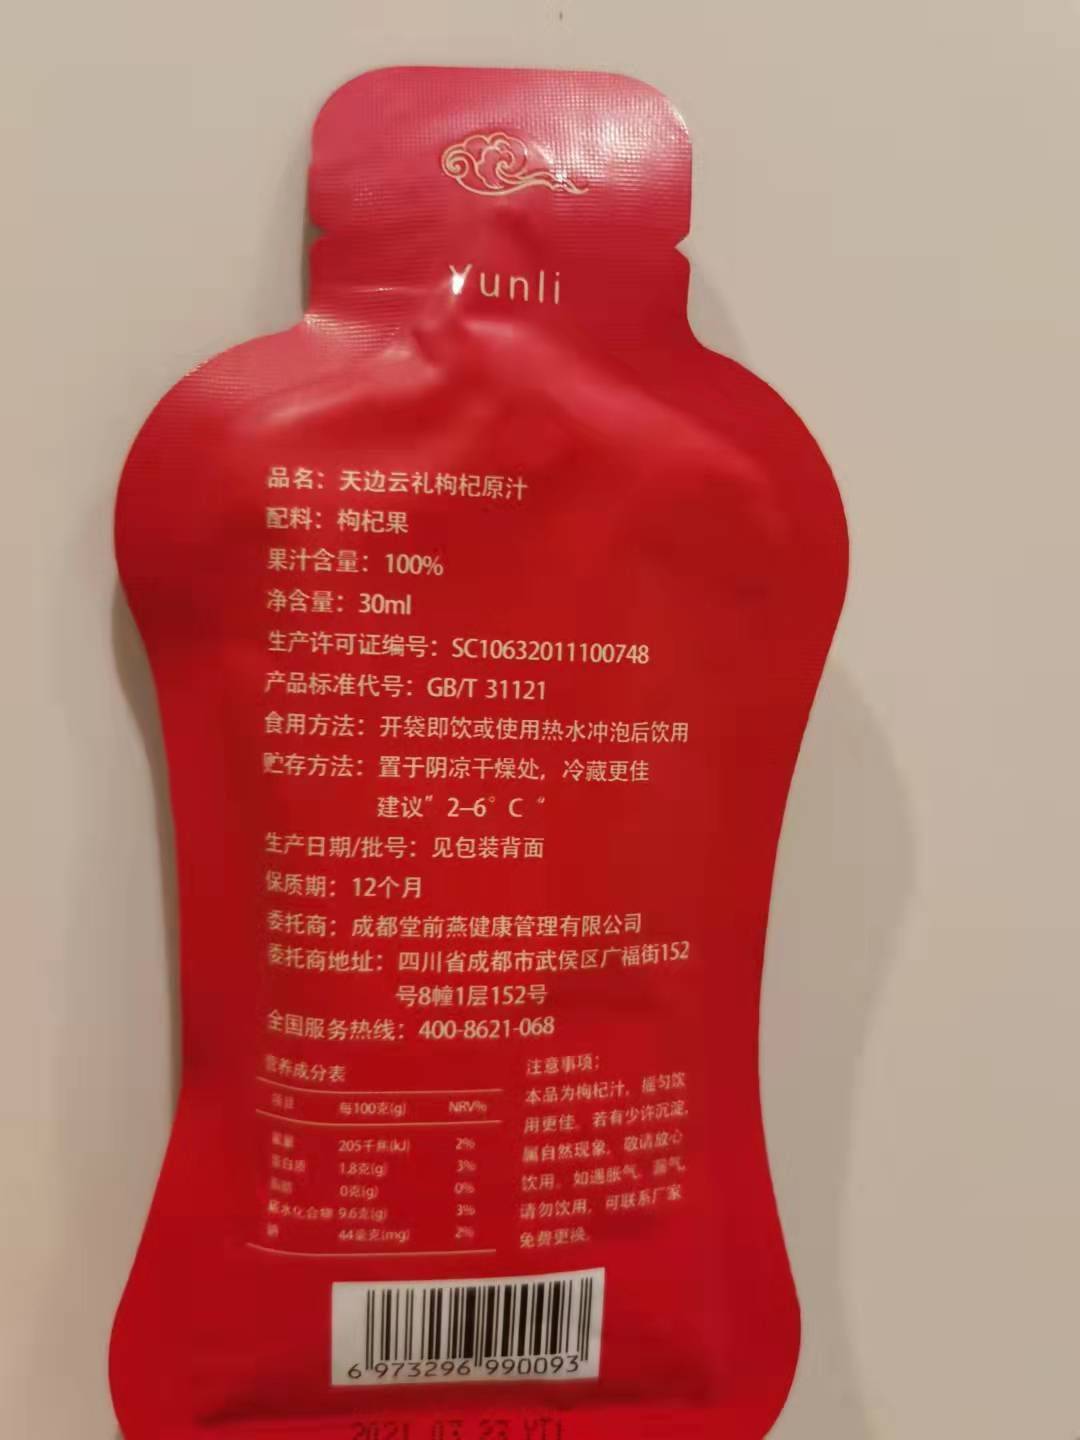 Yunli
品名：天边云礼枸杞原汁
配料：枸杞果
果汁含量：100%
净含量：30ml
生产许可证编号：SC10632011100748
产品标准代号：GB/T 31121
食用方法：开袋即饮或使用热水冲泡后饮用
贮存方法：置于阴凉干燥处，冷藏更佳
建议”2–6°C“
生产日期/批号：见包装背面
保质期：12个月
委托商：成都堂前燕健康管理有限公司
委托商地址：四川省成都市武侯区广福街152
号8幢1层152号
全国服务热线：400-8621-068
营养成分表
项目 每100克(g) NRV%
能量 205千焦(kJ) 2%
蛋白质 1.8克(g) 3%
脂肪 0克(g) 0%
碳水化合物 9.6克(g) 3%
钠 44毫克(mg) 2%
注意事项：
本品为枸杞汁，摇匀饮
用更佳。若有少许沉淀，
属自然现象，敬请放心
饮用。如遇胀气、漏气，
请勿饮用，可联系厂家
免费更换。
6 973296 990093
2021 03 23